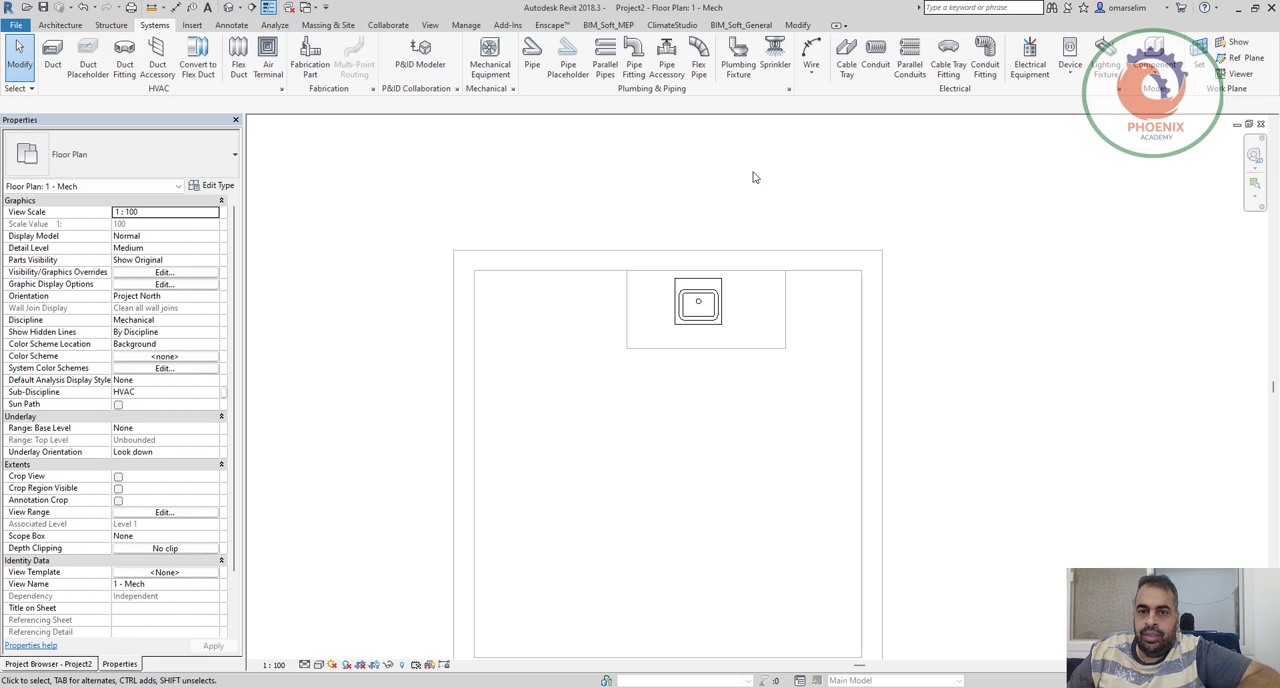 Autodesk Revit 2018.3 - Project2 - Floor Plan: 1 - Mech
Type a keyword or phrase
omarselim
File Architecture Structure Systems Insert Annotate Analyze Massing & Site Collaborate View Manage Add-Ins Enscape™ BIM_Soft_MEP ClimateStudio BIM_Soft_General Modify
Modify
Duct
Duct Placeholder
Duct Fitting
Duct Accessory
Convert to Flex Duct
Flex Duct
Air Terminal
Fabrication Part
Multi-Point Routing
P&ID Modeler
Mechanical Equipment
Pipe
Pipe Placeholder
Parallel Pipes
Pipe Fitting
Pipe Accessory
Flex Pipe
Plumbing Fixture
Sprinkler
Wire
Cable Tray
Conduit
Parallel Conduits
Cable Tray Fitting
Conduit Fitting
Electrical Equipment
Device
Lighting Fixture
Component
Set
Show
Ref Plane
Viewer
Select HVAC Fabrication P&ID Collaboration Mechanical Plumbing & Piping Electrical Model Work Plane
PHOENIX
ACADEMY
Properties
Floor Plan
Floor Plan: 1 - Mech Edit Type
Graphics
View Scale 1 : 100
Scale Value 1: 100
Display Model Normal
Detail Level Medium
Parts Visibility Show Original
Visibility/Graphics Overrides Edit...
Graphic Display Options Edit...
Orientation Project North
Wall Join Display Clean all wall joins
Discipline Mechanical
Show Hidden Lines By Discipline
Color Scheme Location Background
Color Scheme <none>
System Color Schemes Edit...
Default Analysis Display Style None
Sub-Discipline HVAC
Sun Path
Underlay
Range: Base Level None
Range: Top Level Unbounded
Underlay Orientation Look down
Extents
Crop View
Crop Region Visible
Annotation Crop
View Range Edit...
Associated Level Level 1
Scope Box None
Depth Clipping No clip
Identity Data
View Template <None>
View Name 1 - Mech
Dependency Independent
Title on Sheet
Referencing Sheet
Referencing Detail
Properties help Apply
Project Browser - Project2 Properties
1 : 100
Click to select, TAB for alternates, CTRL adds, SHIFT unselects.
:0
Main Model